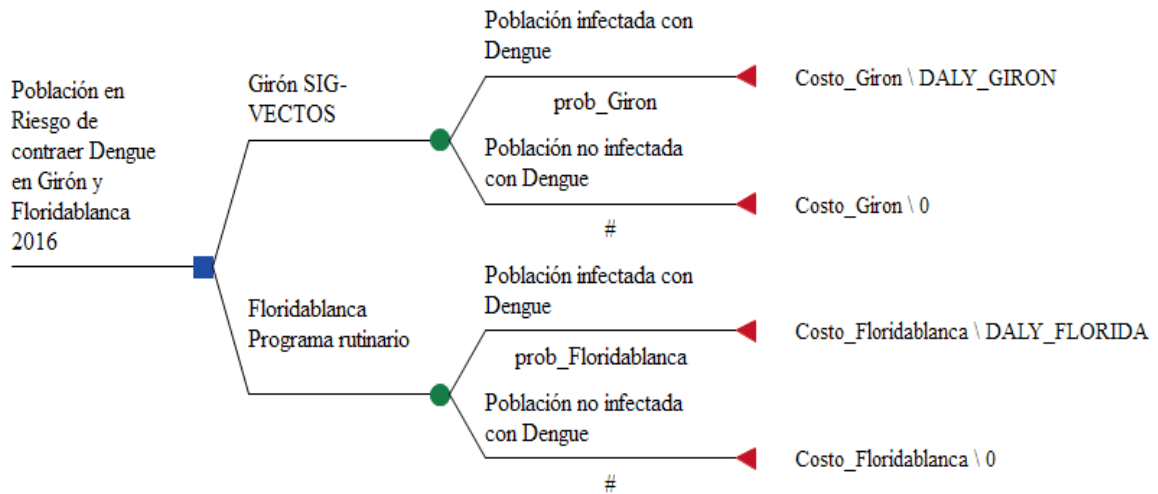 Población en
Riesgo de
contraer Dengue
en Girón y
Floridablanca
2016
Girón SIG-
VECTOS
Población infectada con
Dengue
prob_Giron
Costo_Giron \ DALY_GIRON
Población no infectada
con Dengue
#
Costo_Giron \ 0
Floridablanca
Programa rutinario
Población infectada con
Dengue
prob_Floridablanca
Costo_Floridablanca \ DALY_FLORIDA
Población no infectada
con Dengue
#
Costo_Floridablanca \ 0